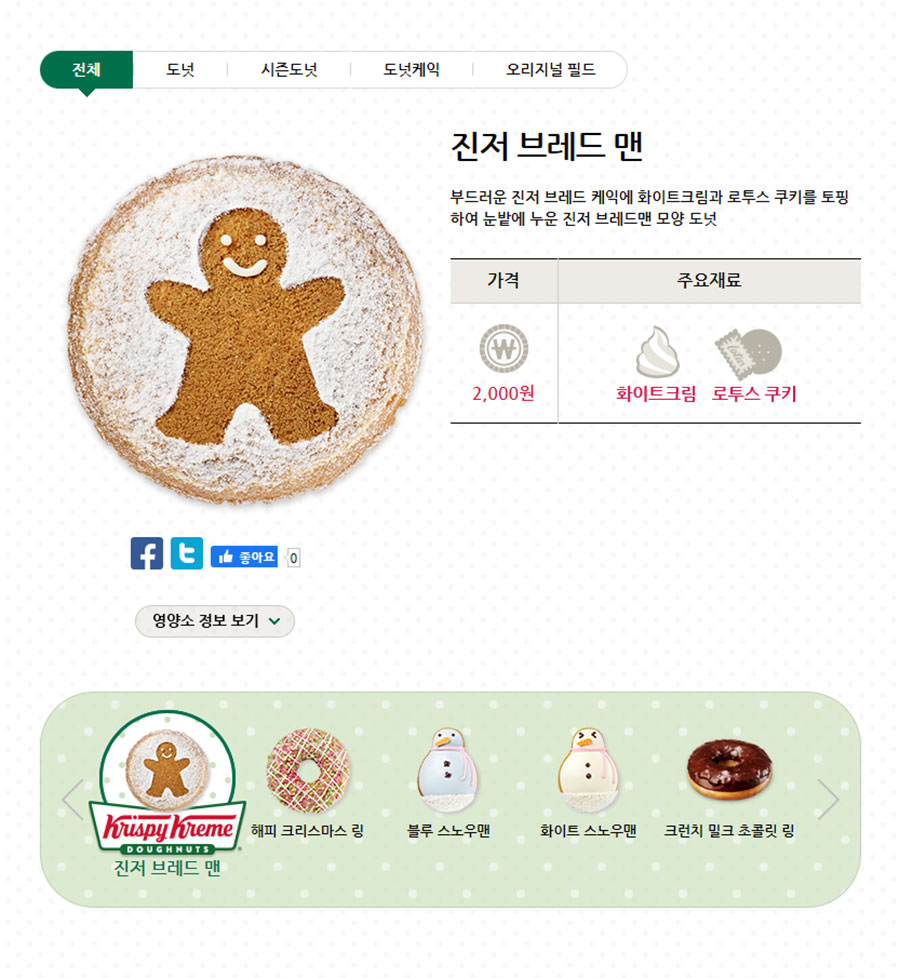 전체
도넛
시즌도넛
도넛케익
오리지널 필드
진저 브레드 맨
부드러운 진저 브레드 케익에 화이트크림과 로투스 쿠키를 토핑
하여 눈밭에 누운 진저 브레드맨 모양 도넛
가격
주요재료
2,000원
화이트크림
로투스 쿠키
좋아요
0
영양소 정보 보기
Krispy Kreme
DOUGHNUTS
진저 브레드 맨
해피 크리스마스 링
블루 스노우맨
화이트 스노우맨
크런치 밀크 초콜릿 링